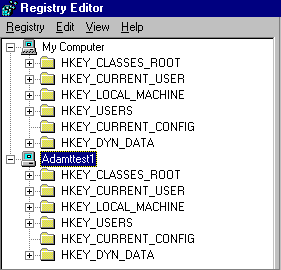 Registry Editor
Registry Edit View Help
My Computer
HKEY_CLASSES_ROOT
HKEY_CURRENT_USER
HKEY_LOCAL_MACHINE
HKEY_USERS
HKEY_CURRENT_CONFIG
HKEY_DYN_DATA
Adamttest1
HKEY_CLASSES_ROOT
HKEY_CURRENT_USER
HKEY_LOCAL_MACHINE
HKEY_USERS
HKEY_CURRENT_CONFIG
HKEY_DYN_DATA